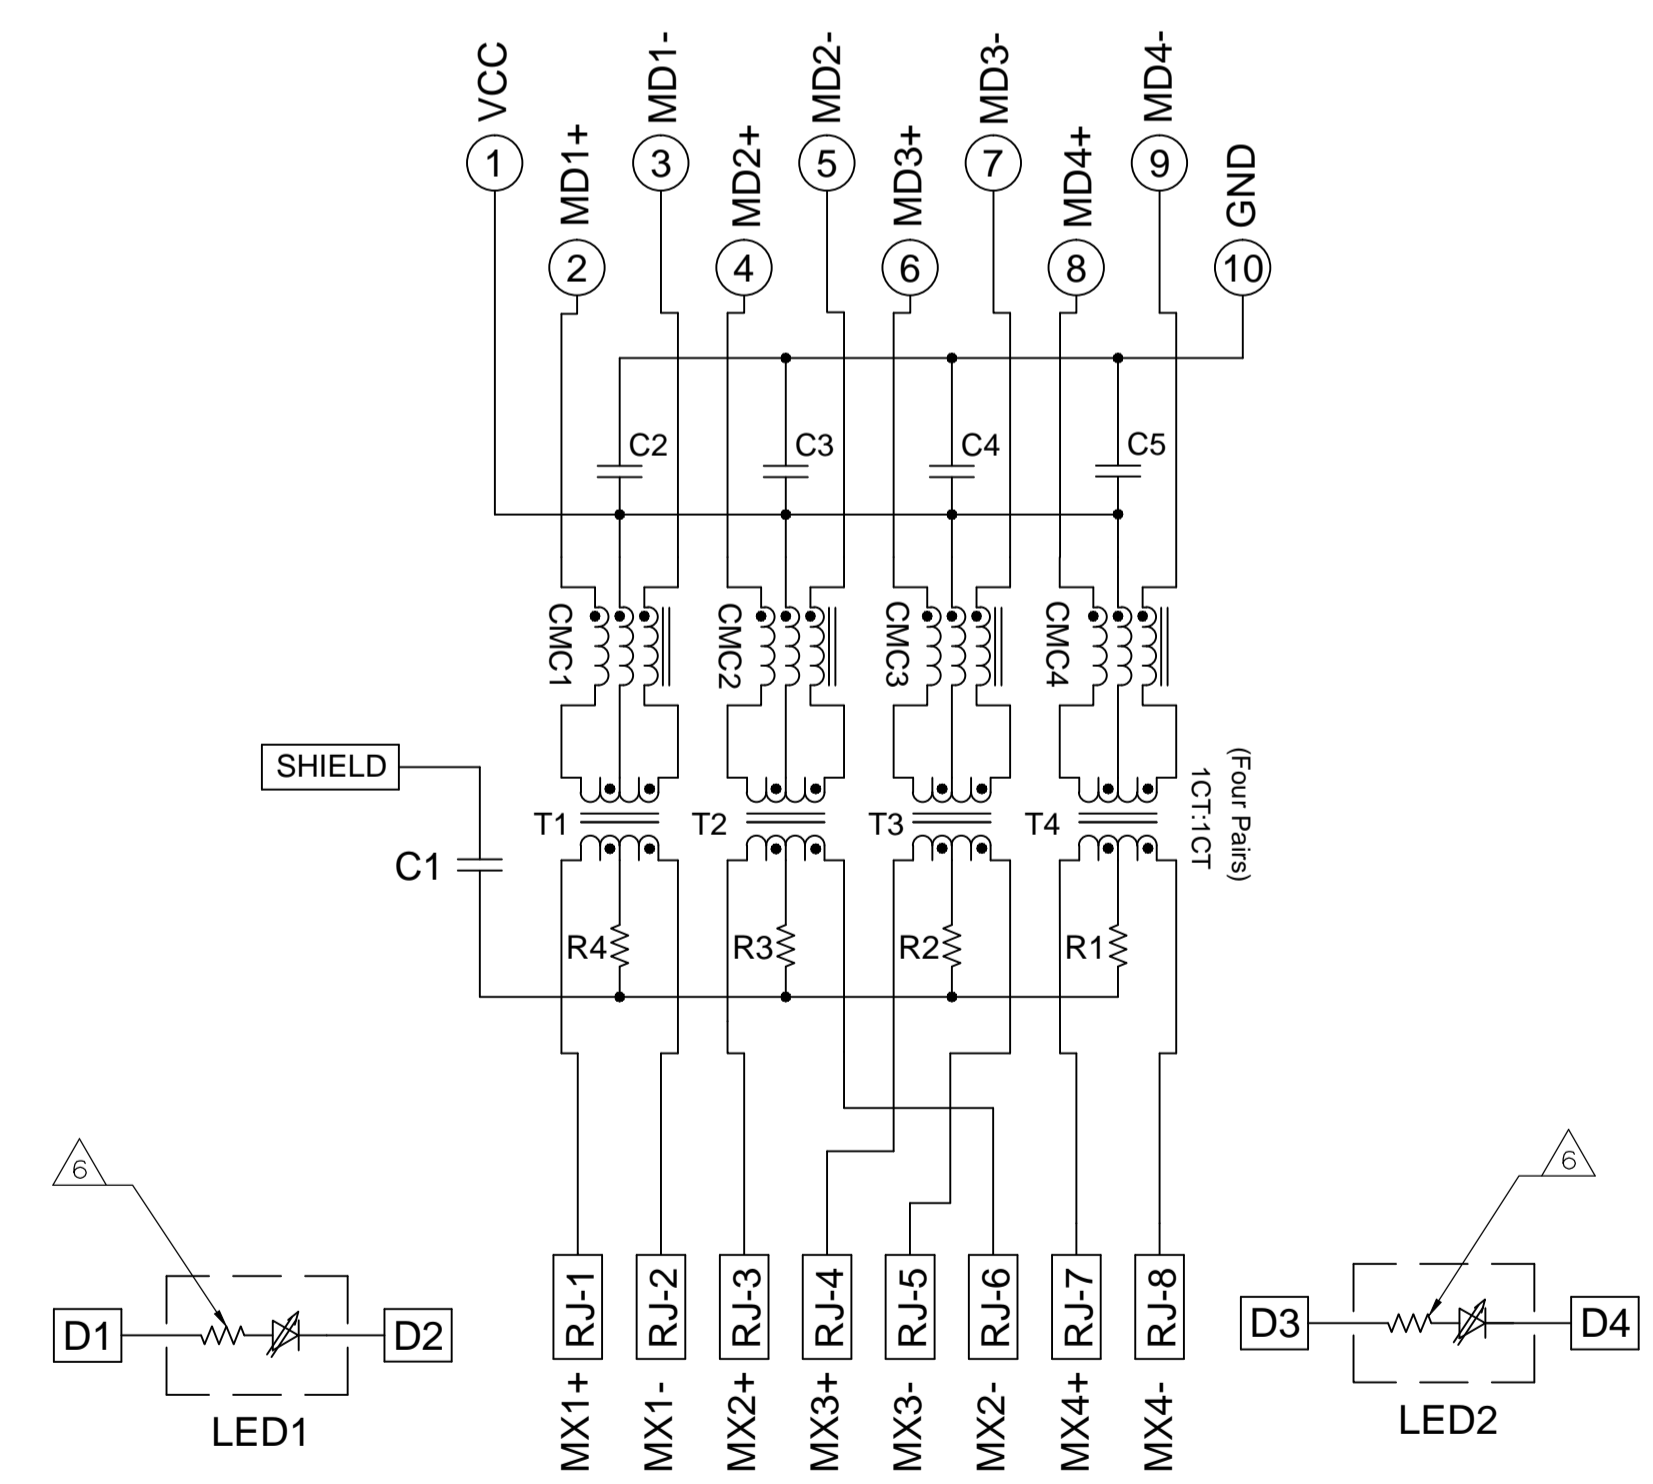 VCC
MD1-
MD2-
MD3-
MD4-
MD1+
MD2+
MD3+
MD4+
GND
1
3
5
7
9
2
4
6
8
10
C2
C3
C4
C5
CMC1
CMC2
CMC3
CMC4
SHIELD
C1
T1
T2
T3
T4
1CT:1CT
(Four Pairs)
R4
R3
R2
R1
6
6
D1
D2
LED1
RJ-1
RJ-2
RJ-3
RJ-4
RJ-5
RJ-6
RJ-7
RJ-8
MX1+
MX1-
MX2+
MX3+
MX3-
MX2-
MX4+
MX4-
D3
D4
LED2